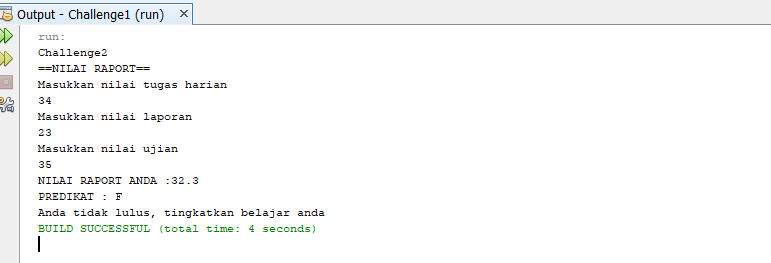 Output - Challenge1 (run)
run:
Challenge2
==NILAI RAPORT==
Masukkan nilai tugas harian
34
Masukkan nilai laporan
23
Masukkan nilai ujian
35
NILAI RAPORT ANDA :32.3
PREDIKAT : F
Anda tidak lulus, tingkatkan belajar anda
BUILD SUCCESSFUL (total time: 4 seconds)